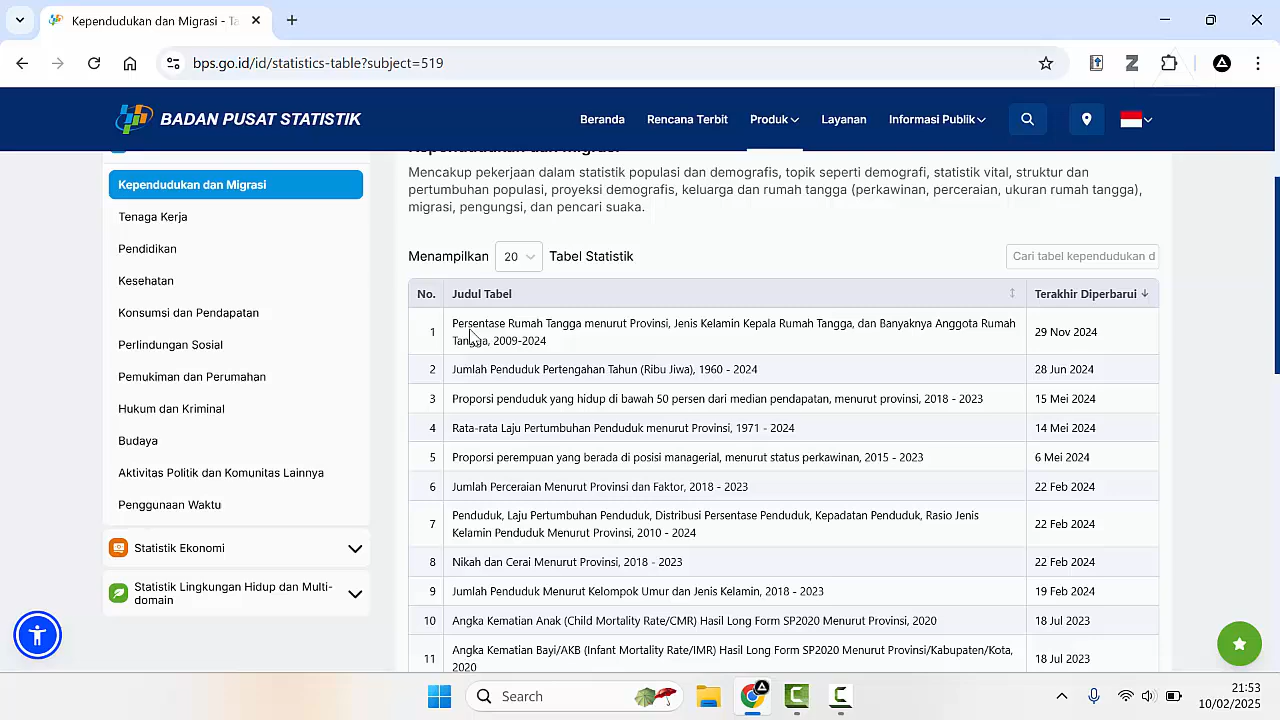 Kependudukan dan Migrasi - Ta
bps.go.id/id/statistics-table?subject=519
BADAN PUSAT STATISTIK
Beranda
Rencana Terbit
Produk
Layanan
Informasi Publik
Kependudukan dan Migrasi
Tenaga Kerja
Pendidikan
Kesehatan
Konsumsi dan Pendapatan
Perlindungan Sosial
Pemukiman dan Perumahan
Hukum dan Kriminal
Budaya
Aktivitas Politik dan Komunitas Lainnya
Penggunaan Waktu
Statistik Ekonomi
Statistik Lingkungan Hidup dan Multi-
domain
Kependudukan dan Migrasi
Mencakup pekerjaan dalam statistik populasi dan demografis, topik seperti demografi, statistik vital, struktur dan
pertumbuhan populasi, proyeksi demografis, keluarga dan rumah tangga (perkawinan, perceraian, ukuran rumah tangga),
migrasi, pengungsi, dan pencari suaka.
Menampilkan 20 Tabel Statistik
Cari tabel kependudukan d
No. Judul Tabel Terakhir Diperbarui
1 Persentase Rumah Tangga menurut Provinsi, Jenis Kelamin Kepala Rumah Tangga, dan Banyaknya Anggota Rumah
Tangga, 2009-2024
29 Nov 2024
2 Jumlah Penduduk Pertengahan Tahun (Ribu Jiwa), 1960 - 2024 28 Jun 2024
3 Proporsi penduduk yang hidup di bawah 50 persen dari median pendapatan, menurut provinsi, 2018 - 2023 15 Mei 2024
4 Rata-rata Laju Pertumbuhan Penduduk menurut Provinsi, 1971 - 2024 14 Mei 2024
5 Proporsi perempuan yang berada di posisi managerial, menurut status perkawinan, 2015 - 2023 6 Mei 2024
6 Jumlah Perceraian Menurut Provinsi dan Faktor, 2018 - 2023 22 Feb 2024
7 Penduduk, Laju Pertumbuhan Penduduk, Distribusi Persentase Penduduk, Kepadatan Penduduk, Rasio Jenis
Kelamin Penduduk Menurut Provinsi, 2010 - 2024
22 Feb 2024
8 Nikah dan Cerai Menurut Provinsi, 2018 - 2023 22 Feb 2024
9 Jumlah Penduduk Menurut Kelompok Umur dan Jenis Kelamin, 2018 - 2023 19 Feb 2024
10 Angka Kematian Anak (Child Mortality Rate/CMR) Hasil Long Form SP2020 Menurut Provinsi, 2020 18 Jul 2023
11 Angka Kematian Bayi/AKB (Infant Mortality Rate/IMR) Hasil Long Form SP2020 Menurut Provinsi/Kabupaten/Kota,
2020
18 Jul 2023
Search
21:53
10/02/2025